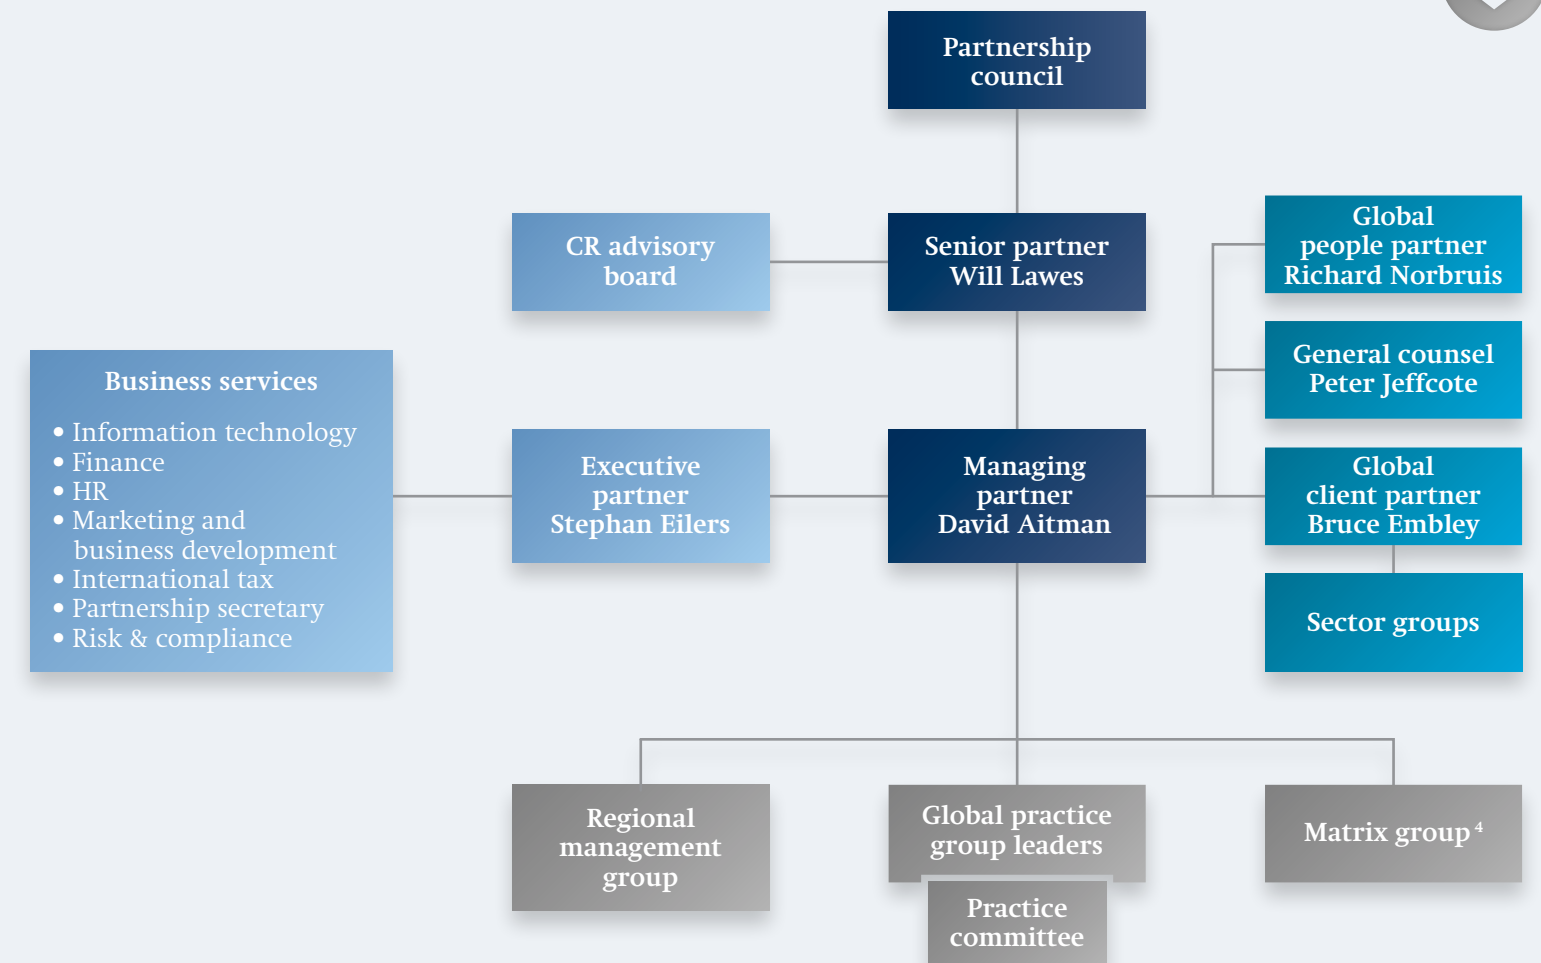 Partnership
council
CR advisory
board
Senior partner
Will Lawes
Global
people partner
Richard Norbruis
General counsel
Peter Jeffcote
Business services
• Information technology
• Finance
• HR
• Marketing and
business development
• International tax
• Partnership secretary
• Risk & compliance
Executive
partner
Stephan Eilers
Managing
partner
David Aitman
Global
client partner
Bruce Embley
Sector groups
Regional
management
group
Global practice
group leaders
Practice
committee
Matrix group 4